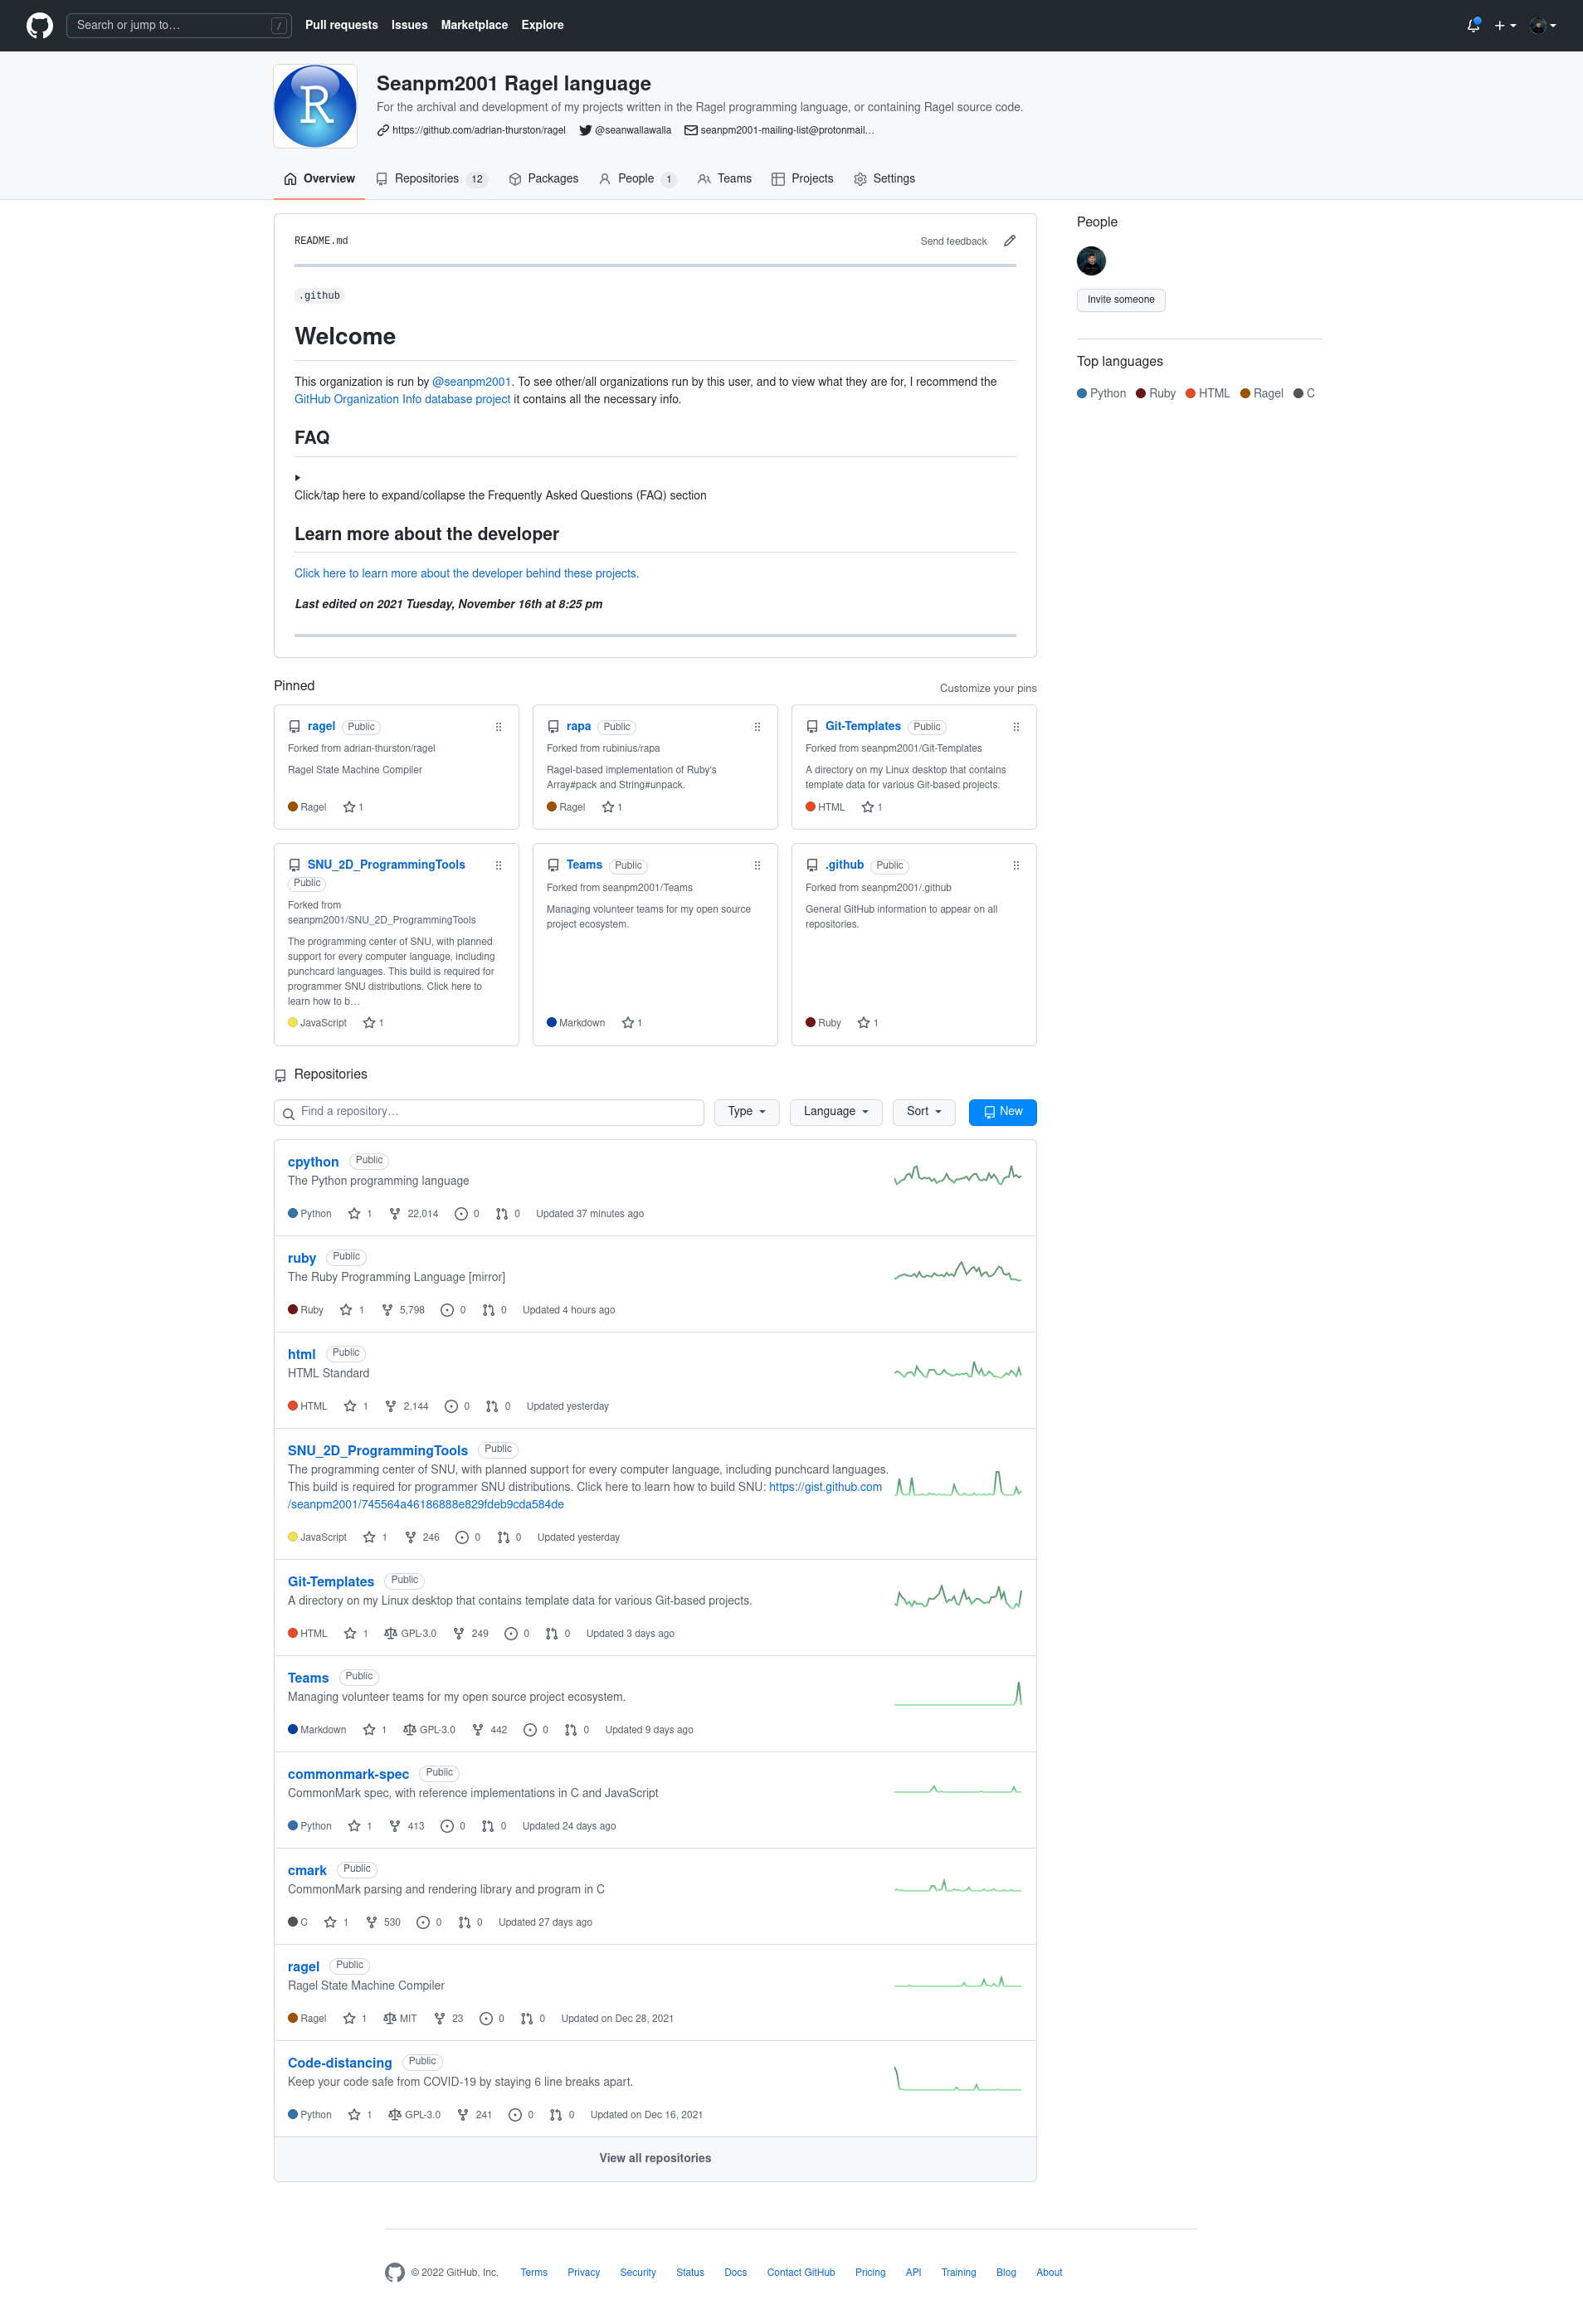 Search or jump to…
/
Pull requests
Issues
Marketplace
Explore
R
Seanpm2001 Ragel language
For the archival and development of my projects written in the Ragel programming language, or containing Ragel source code.
https://github.com/adrian-thurston/ragel
@seanwallawalla
seanpm2001-mailing-list@protonmail…
Overview
Repositories 12
Packages
People 1
Teams
Projects
Settings
README.md
Send feedback
.github
Welcome
This organization is run by @seanpm2001. To see other/all organizations run by this user, and to view what they are for, I recommend the
GitHub Organization Info database project it contains all the necessary info.
FAQ
Click/tap here to expand/collapse the Frequently Asked Questions (FAQ) section
Learn more about the developer
Click here to learn more about the developer behind these projects.
Last edited on 2021 Tuesday, November 16th at 8:25 pm
People
Invite someone
Top languages
Python Ruby HTML Ragel C
Pinned
Customize your pins
ragel Public
Forked from adrian-thurston/ragel
Ragel State Machine Compiler
Ragel 1
rapa Public
Forked from rubinius/rapa
Ragel-based implementation of Ruby's
Array#pack and String#unpack.
Ragel 1
Git-Templates Public
Forked from seanpm2001/Git-Templates
A directory on my Linux desktop that contains
template data for various Git-based projects.
HTML 1
SNU_2D_ProgrammingTools
Public
Forked from
seanpm2001/SNU_2D_ProgrammingTools
The programming center of SNU, with planned
support for every computer language, including
punchcard languages. This build is required for
programmer SNU distributions. Click here to
learn how to b…
JavaScript 1
Teams Public
Forked from seanpm2001/Teams
Managing volunteer teams for my open source
project ecosystem.
Markdown 1
.github Public
Forked from seanpm2001/.github
General GitHub information to appear on all
repositories.
Ruby 1
Repositories
Find a repository…
Type
Language
Sort
New
cpython Public
The Python programming language
Python 1 22,014 0 0 Updated 37 minutes ago
ruby Public
The Ruby Programming Language [mirror]
Ruby 1 5,798 0 0 Updated 4 hours ago
html Public
HTML Standard
HTML 1 2,144 0 0 Updated yesterday
SNU_2D_ProgrammingTools Public
The programming center of SNU, with planned support for every computer language, including punchcard languages.
This build is required for programmer SNU distributions. Click here to learn how to build SNU: https://gist.github.com
/seanpm2001/745564a46186888e829fdeb9cda584de
JavaScript 1 246 0 0 Updated yesterday
Git-Templates Public
A directory on my Linux desktop that contains template data for various Git-based projects.
HTML 1 GPL-3.0 249 0 0 Updated 3 days ago
Teams Public
Managing volunteer teams for my open source project ecosystem.
Markdown 1 GPL-3.0 442 0 0 Updated 9 days ago
commonmark-spec Public
CommonMark spec, with reference implementations in C and JavaScript
Python 1 413 0 0 Updated 24 days ago
cmark Public
CommonMark parsing and rendering library and program in C
C 1 530 0 0 Updated 27 days ago
ragel Public
Ragel State Machine Compiler
Ragel 1 MIT 23 0 0 Updated on Dec 28, 2021
Code-distancing Public
Keep your code safe from COVID-19 by staying 6 line breaks apart.
Python 1 GPL-3.0 241 0 0 Updated on Dec 16, 2021
View all repositories
© 2022 GitHub, Inc.
Terms
Privacy
Security
Status
Docs
Contact GitHub
Pricing
API
Training
Blog
About